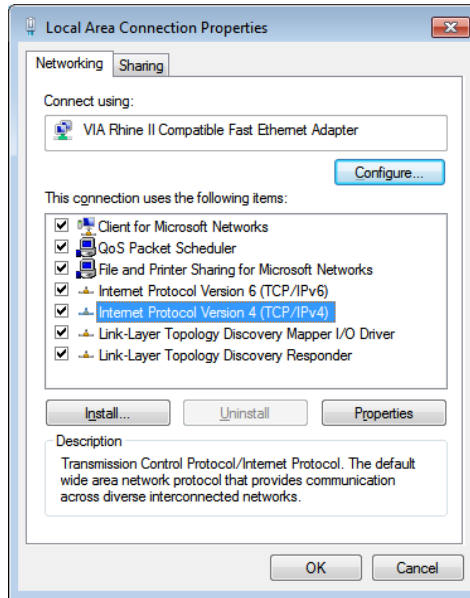 Local Area Connection Properties
Networking
Sharing
Connect using:
VIA Rhine II Compatible Fast Ethernet Adapter
Configure...
This connection uses the following items:
Client for Microsoft Networks
QoS Packet Scheduler
File and Printer Sharing for Microsoft Networks
Internet Protocol Version 6 (TCP/IPv6)
Internet Protocol Version 4 (TCP/IPv4)
Link-Layer Topology Discovery Mapper I/O Driver
Link-Layer Topology Discovery Responder
Install...
Uninstall
Properties
Description
Transmission Control Protocol/Internet Protocol. The default
wide area network protocol that provides communication
across diverse interconnected networks.
OK
Cancel